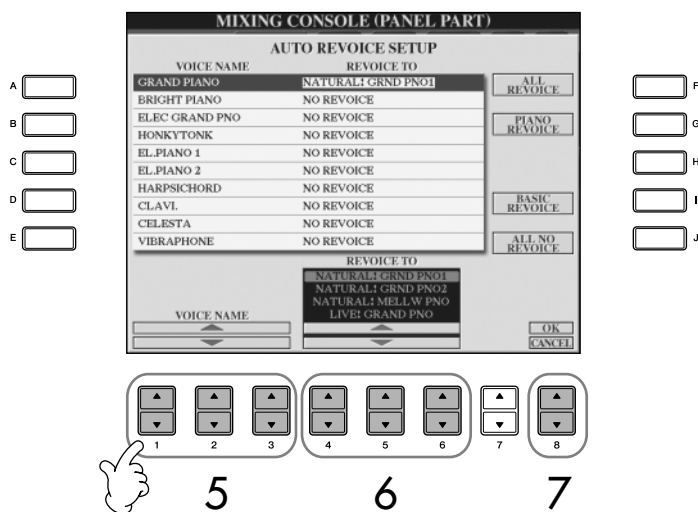 MIXING CONSOLE (PANEL PART)
AUTO REVOICE SETUP
VOICE NAME REVOICE TO
GRAND PIANO NATURAL! GRND PNO1
BRIGHT PIANO NO REVOICE
ELEC GRAND PNO NO REVOICE
HONKYTONK NO REVOICE
EL.PIANO 1 NO REVOICE
EL.PIANO 2 NO REVOICE
HARPSICHORD NO REVOICE
CLAVI. NO REVOICE
CELESTA NO REVOICE
VIBRAPHONE NO REVOICE
ALL
REVOICE
PIANO
REVOICE
BASIC
REVOICE
ALL NO
REVOICE
A
B
C
D
E
F
G
H
I
J
REVOICE TO
NATURAL! GRND PNO1
NATURAL! GRND PNO2
NATURAL! MELLW PNO
LIVE! GRAND PNO
VOICE NAME
OK
CANCEL
1 2 3 4 5 6 7 8
5 6 7